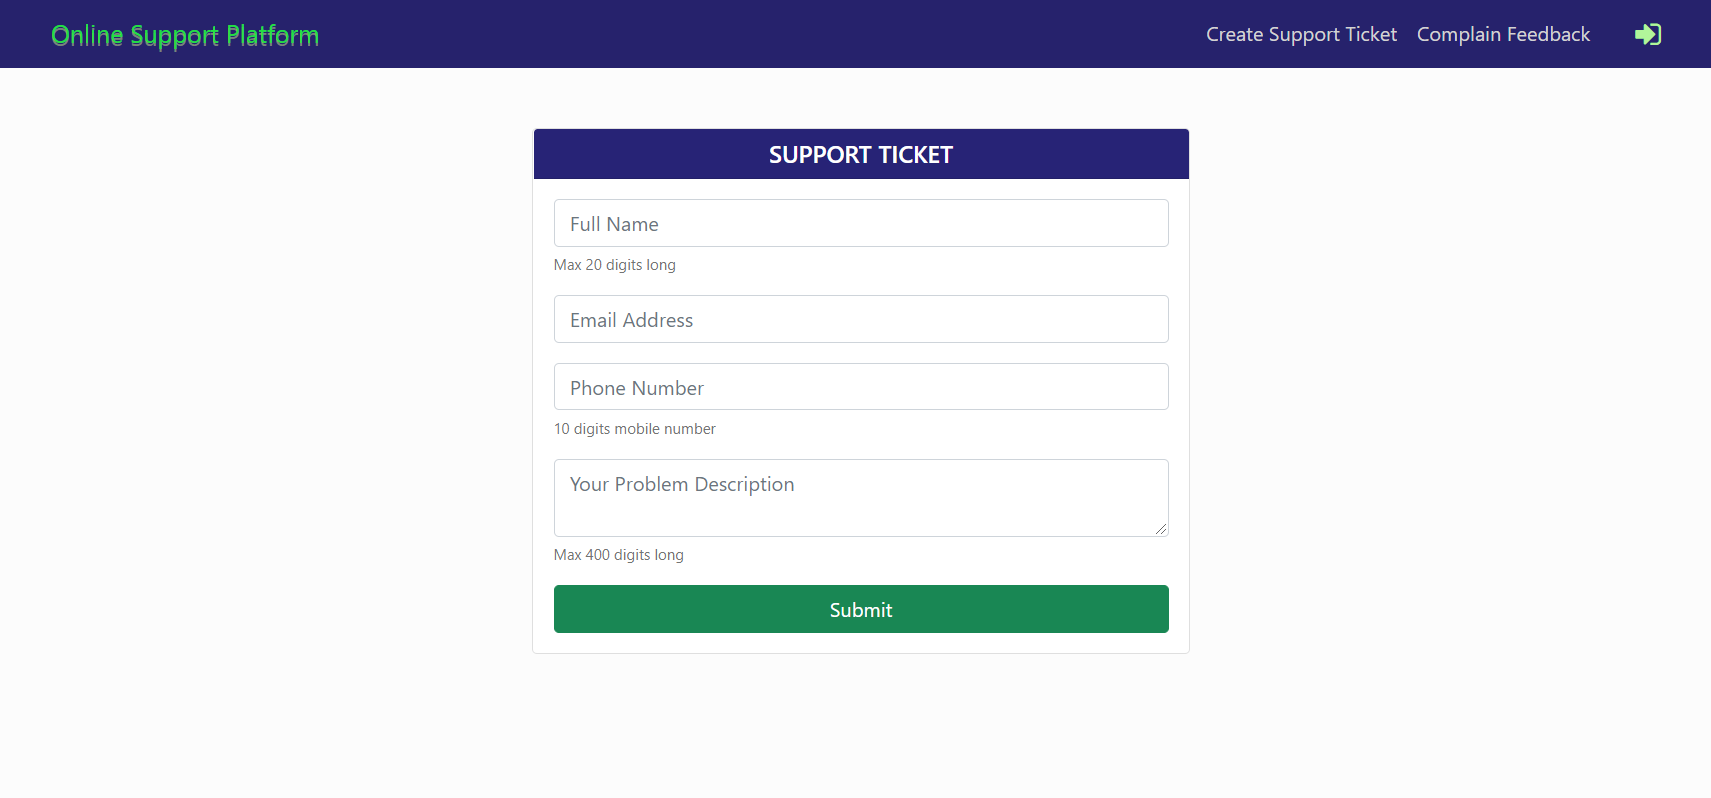 Online Support Platform
Create Support Ticket
Complain Feedback
SUPPORT TICKET
Full Name
Max 20 digits long
Email Address
Phone Number
10 digits mobile number
Your Problem Description
Max 400 digits long
Submit